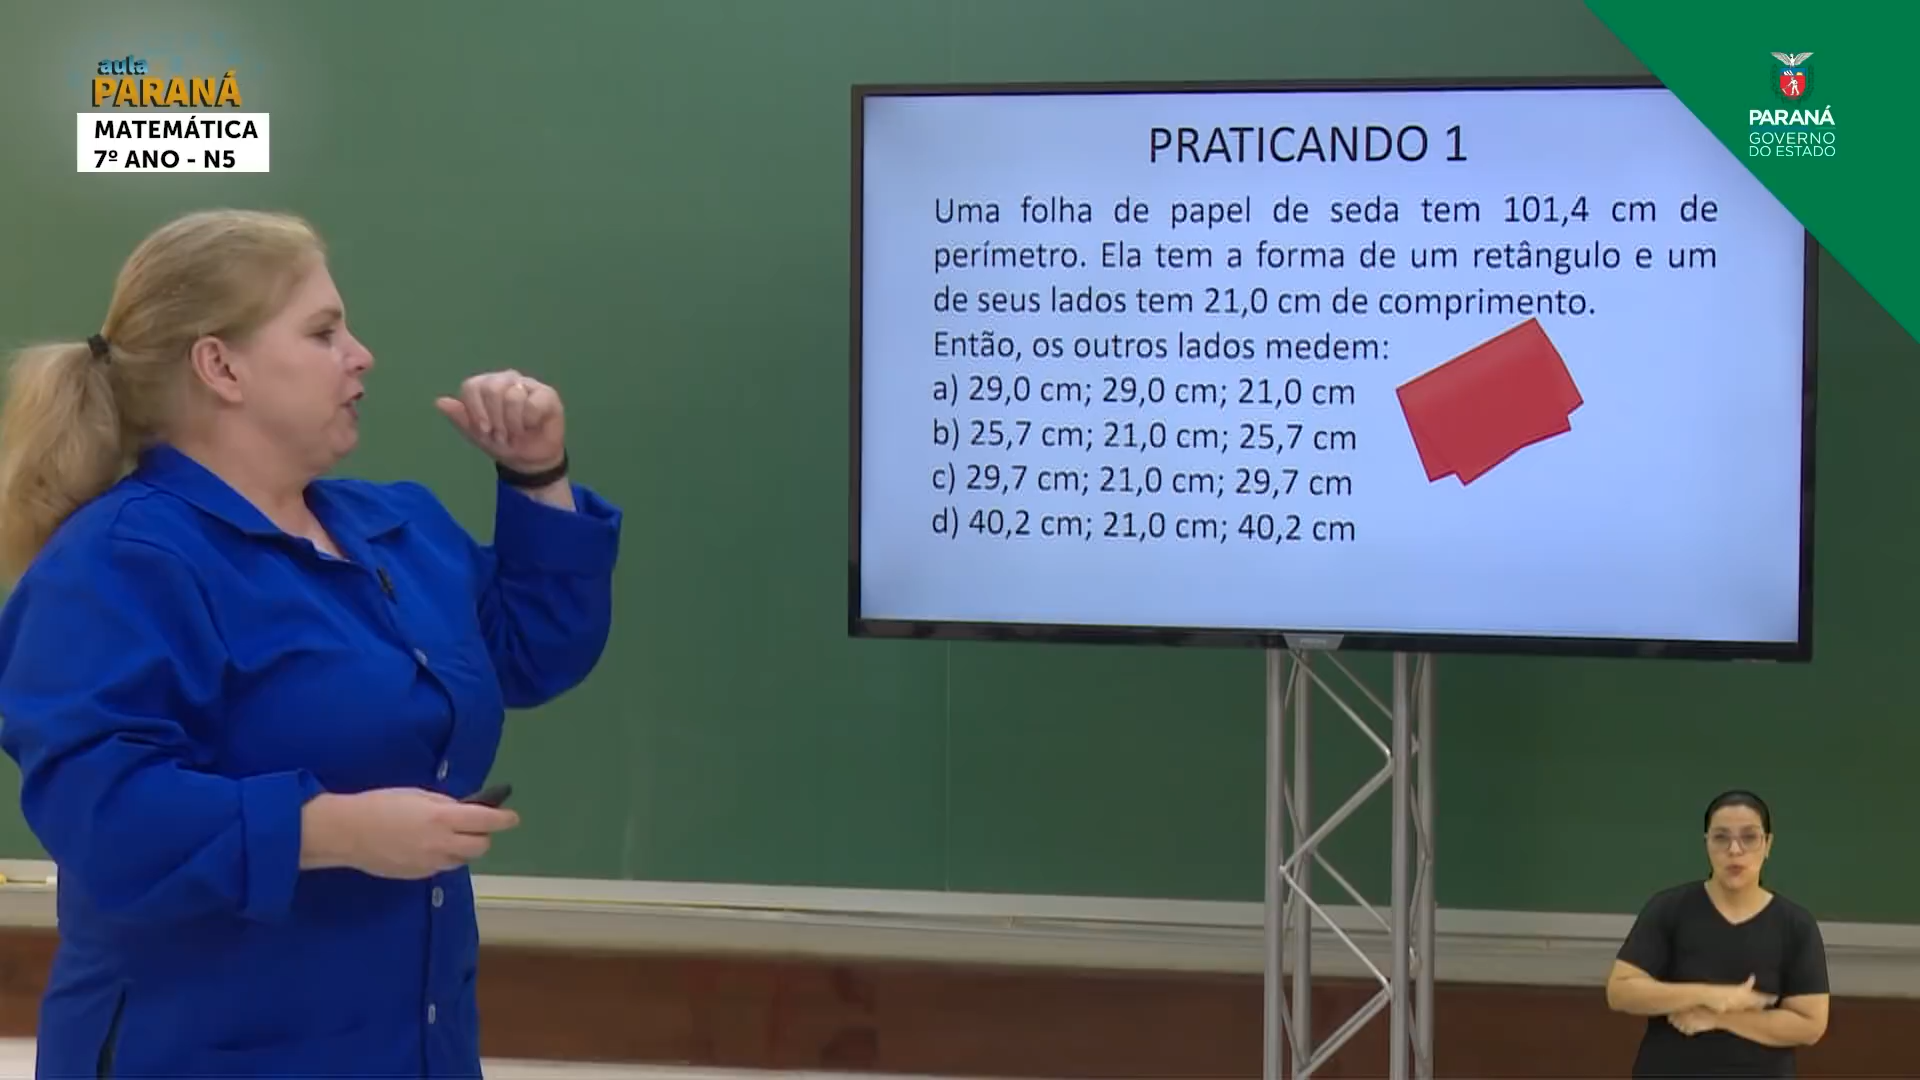 aula
PARANÁ
MATEMÁTICA
7º ANO - N5
PARANÁ
GOVERNO
DO ESTADO
PRATICANDO 1
Uma folha de papel de seda tem 101,4 cm de
perímetro. Ela tem a forma de um retângulo e um
de seus lados tem 21,0 cm de comprimento.
Então, os outros lados medem:
a) 29,0 cm; 29,0 cm; 21,0 cm
b) 25,7 cm; 21,0 cm; 25,7 cm
c) 29,7 cm; 21,0 cm; 29,7 cm
d) 40,2 cm; 21,0 cm; 40,2 cm